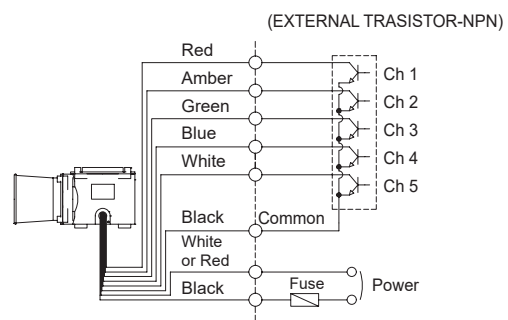 (EXTERNAL TRASISTOR-NPN)
Red
Ch 1
Amber
Ch 2
Green
Ch 3
Blue
Ch 4
White
Ch 5
Black
Common
White
or Red
Black
Fuse
Power